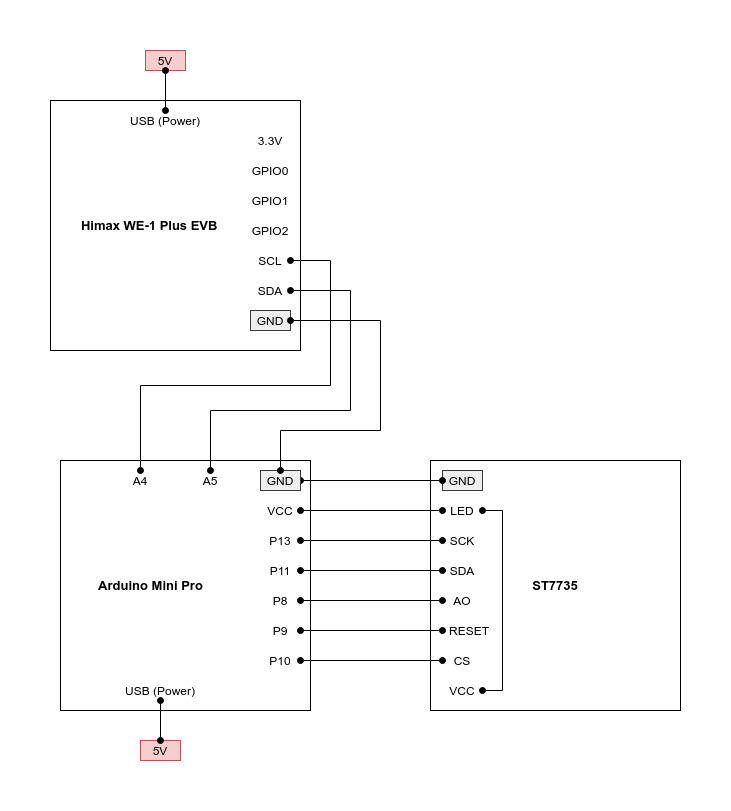 5V
USB (Power)
3.3V
GPIO0
GPIO1
Himax WE-1 Plus EVB
GPIO2
SCL
SDA
GND
A4 A5 GND GND
VCC LED
P13 SCK
P11 SDA
Arduino Mini Pro ST7735
P8 AO
P9 RESET
P10 CS
USB (Power) VCC
5V